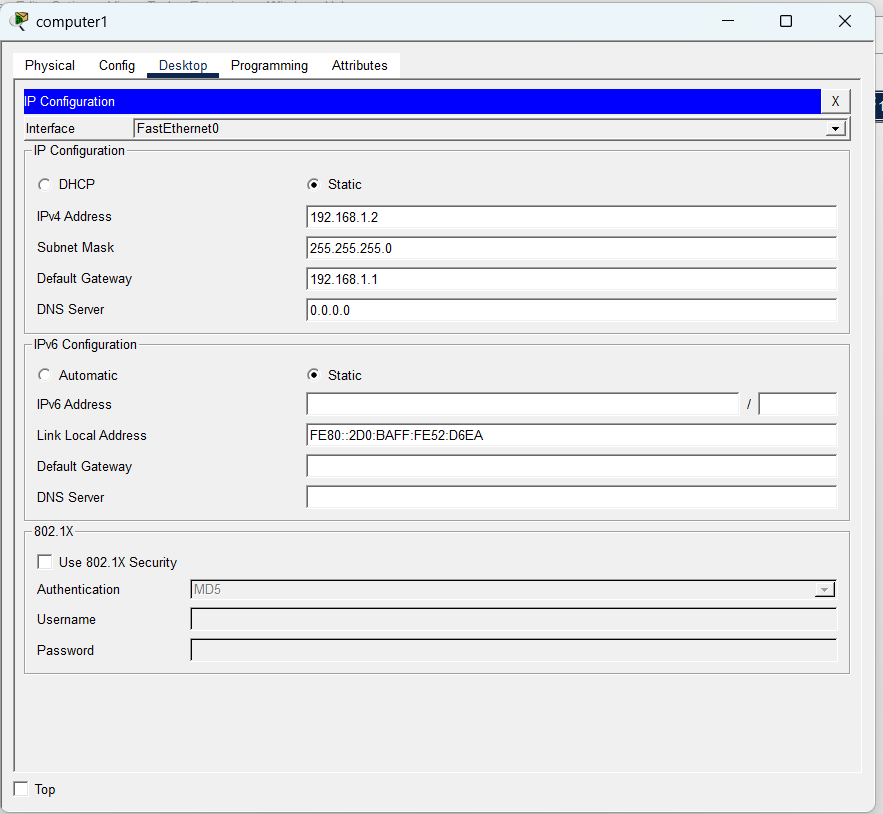 computer1
Physical Config Desktop Programming Attributes
IP Configuration X
Interface FastEthernet0
IP Configuration
DHCP Static
IPv4 Address 192.168.1.2
Subnet Mask 255.255.255.0
Default Gateway 192.168.1.1
DNS Server 0.0.0.0
IPv6 Configuration
Automatic Static
IPv6 Address /
Link Local Address FE80::2D0:BAFF:FE52:D6EA
Default Gateway
DNS Server
802.1X
Use 802.1X Security
Authentication MD5
Username
Password
Top